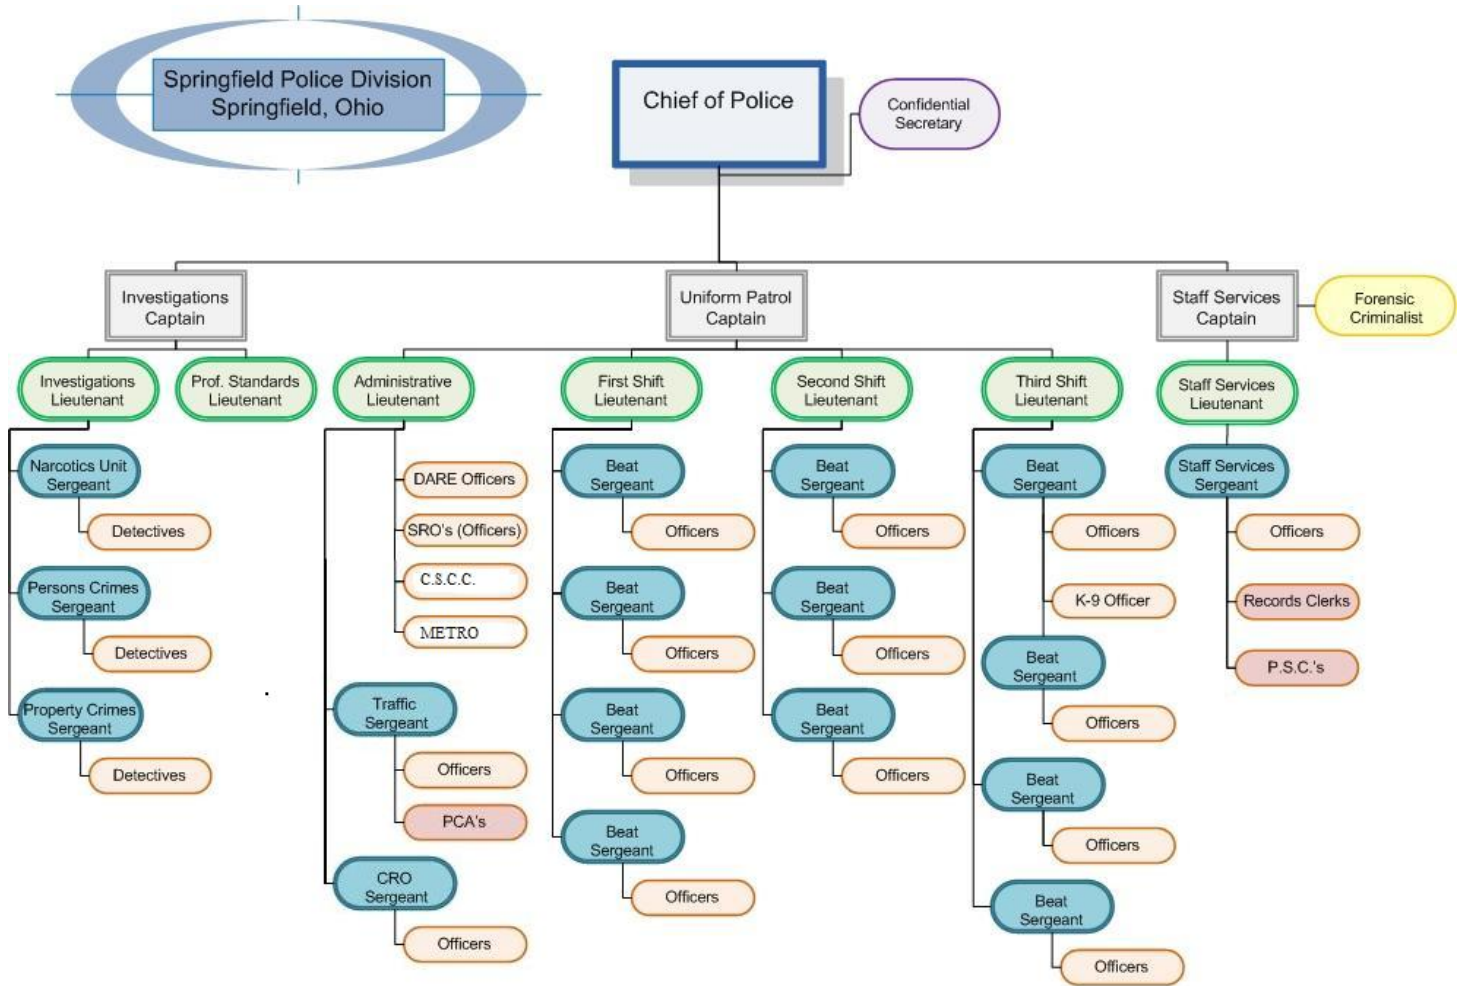 Springfield Police Division
Springfield, Ohio
Chief of Police
Confidential
Secretary
Investigations
Captain
Uniform Patrol
Captain
Staff Services
Captain
Forensic
Criminalist
Investigations
Lieutenant
Prof. Standards
Lieutenant
Administrative
Lieutenant
First Shift
Lieutenant
Second Shift
Lieutenant
Third Shift
Lieutenant
Staff Services
Lieutenant
Narcotics Unit
Sergeant
Detectives
Persons Crimes
Sergeant
Detectives
Property Crimes
Sergeant
Detectives
DARE Officers
SRO's (Officers)
C.S.C.C.
METRO
Traffic
Sergeant
Officers
PCA's
CRO
Sergeant
Officers
Beat
Sergeant
Officers
Beat
Sergeant
Officers
Beat
Sergeant
Officers
Beat
Sergeant
Officers
Beat
Sergeant
Officers
Beat
Sergeant
Officers
Beat
Sergeant
Officers
Beat
Sergeant
Officers
K-9 Officer
Beat
Sergeant
Officers
Beat
Sergeant
Officers
Beat
Sergeant
Officers
Staff Services
Sergeant
Officers
Records Clerks
P.S.C.'s